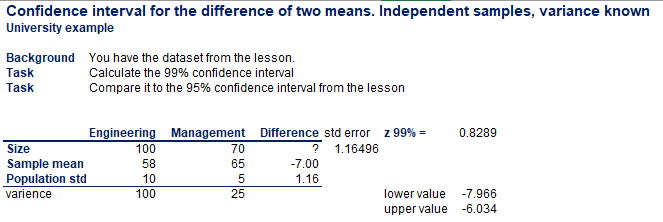 Confidence interval for the difference of two means. Independent samples, variance known
University example
Background You have the dataset from the lesson.
Task Calculate the 99% confidence interval
Task Compare it to the 95% confidence interval from the lesson
Engineering Management Difference std error z 99% = 0.8289
Size 100 70 ? 1.16496
Sample mean 58 65 -7.00
Population std 10 5 1.16
varience 100 25 lower value -7.966
upper value -6.034